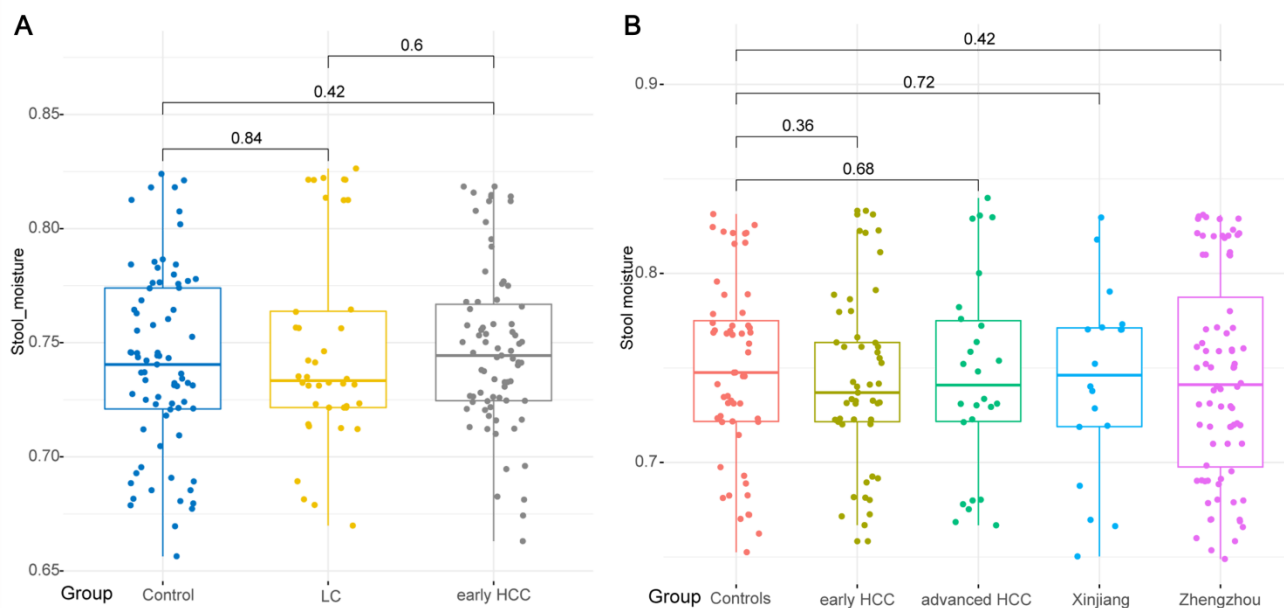 A
0.6
0.42
0.84
0.85
0.80
0.75
0.70
0.65
Stool_moisture
Group
Control
LC
early HCC
B
0.42
0.72
0.36
0.68
0.9
0.8
0.7
Stool moisture
Group
Controls
early HCC
advanced HCC
Xinjiang
Zhengzhou